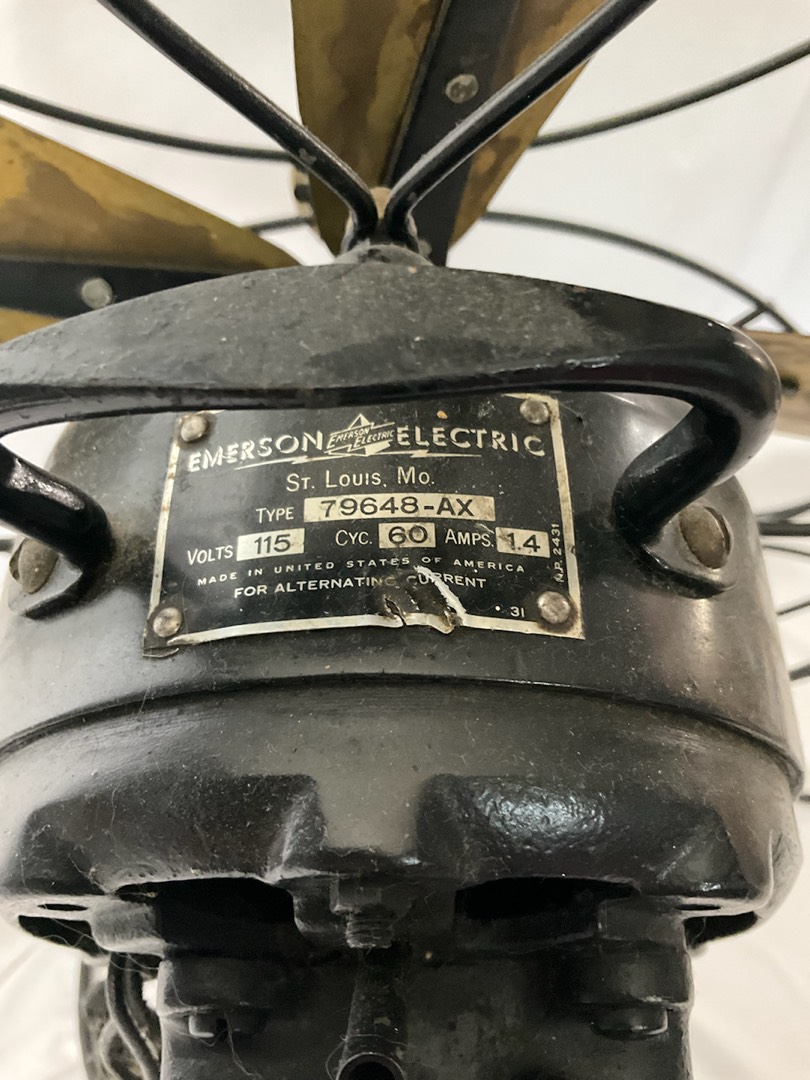 EMERSON EMERSON ELECTRIC ELECTRIC
ST. LOUIS, MO.
TYPE 79648-AX
VOLTS 115 CYC. 60 AMPS. 1.4
MADE IN UNITED STATES OF AMERICA
FOR ALTERNATING CURRENT
• 31
N.P. 2431